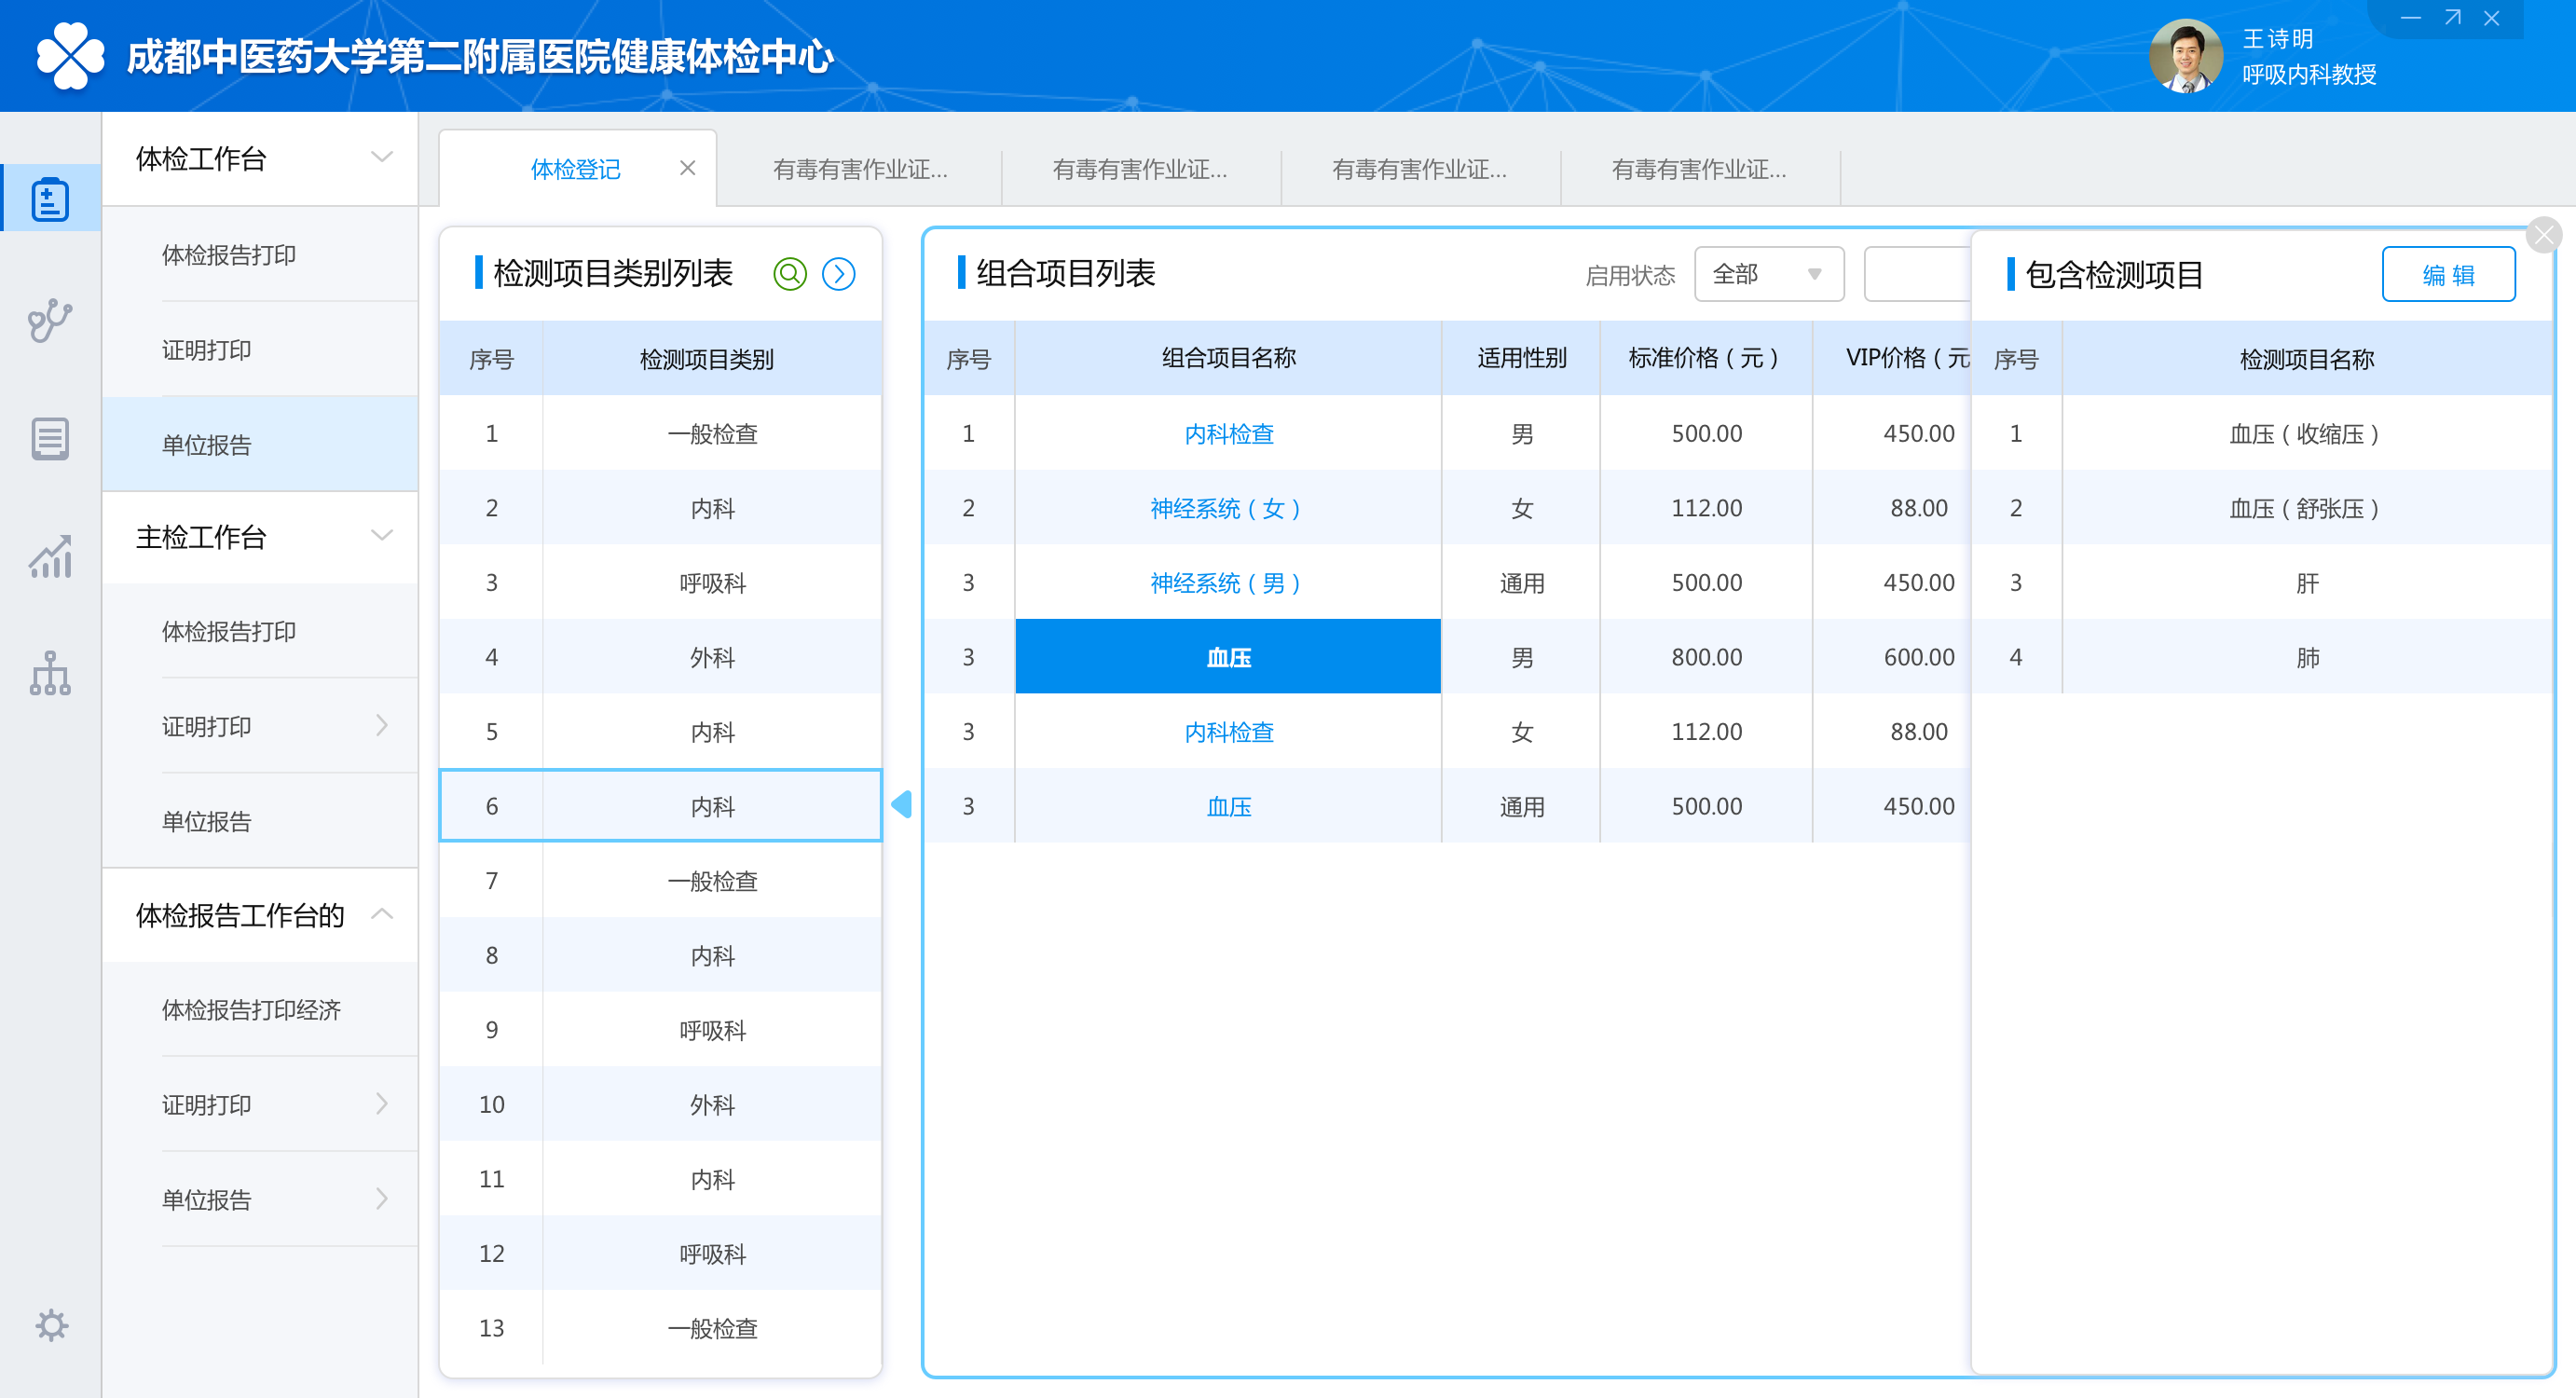 成都中医药大学第二附属医院健康体检中心
王诗明
呼吸内科教授
体检工作台
体检报告打印
证明打印
单位报告
主检工作台
体检报告打印
证明打印
单位报告
体检报告工作台的
体检报告打印经济
证明打印
单位报告
体检登记
有毒有害作业证...
有毒有害作业证...
有毒有害作业证...
有毒有害作业证...
检测项目类别列表
序号 检测项目类别
1 一般检查
2 内科
3 呼吸科
4 外科
5 内科
6 内科
7 一般检查
8 内科
9 呼吸科
10 外科
11 内科
12 呼吸科
13 一般检查
组合项目列表
启用状态 全部
序号 组合项目名称 适用性别 标准价格（元） VIP价格（元
1 内科检查 男 500.00 450.00
2 神经系统（女） 女 112.00 88.00
3 神经系统（男） 通用 500.00 450.00
3 血压 男 800.00 600.00
3 内科检查 女 112.00 88.00
3 血压 通用 500.00 450.00
包含检测项目
编 辑
序号 检测项目名称
1 血压（收缩压）
2 血压（舒张压）
3 肝
4 肺